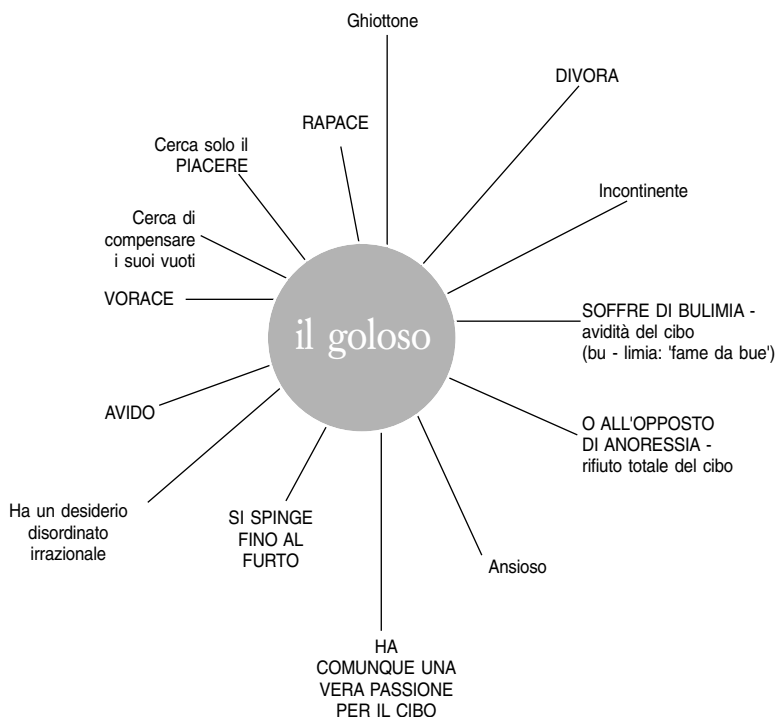 Ghiottone
DIVORA
RAPACE
Cerca solo il
PIACERE
Incontinente
Cerca di
compensare
i suoi vuoti
VORACE
il goloso
SOFFRE DI BULIMIA -
avidità del cibo
(bu - limia: 'fame da bue')
AVIDO
O ALL'OPPOSTO
DI ANORESSIA -
rifiuto totale del cibo
Ha un desiderio
disordinato
irrazionale
SI SPINGE
FINO AL
FURTO
Ansioso
HA
COMUNQUE UNA
VERA PASSIONE
PER IL CIBO